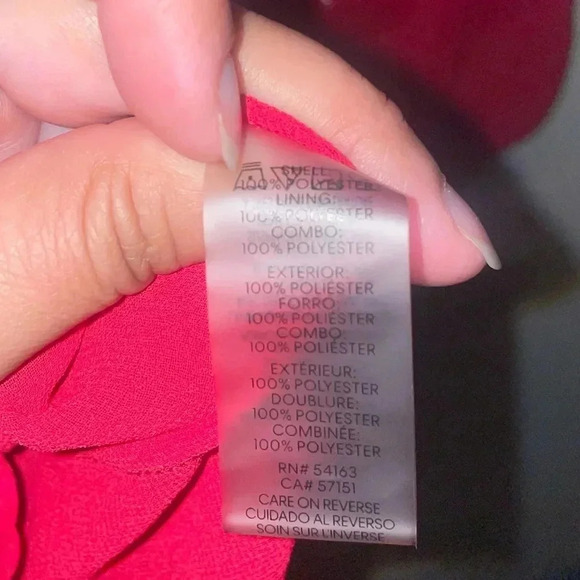 SHELL:
100% POLYESTER
LINING:
100% POLYESTER
COMBO:
100% POLYESTER
EXTERIOR:
100% POLIÉSTER
FORRO:
100% POLIÉSTER
COMBO:
100% POLIÉSTER
EXTÉRIEUR:
100% POLYESTER
DOUBLURE:
100% POLYESTER
COMBINÉE:
100% POLYESTER
RN# 54163
CA# 57151
CARE ON REVERSE
CUIDADO AL REVERSO
SOIN SUR L'INVERSE